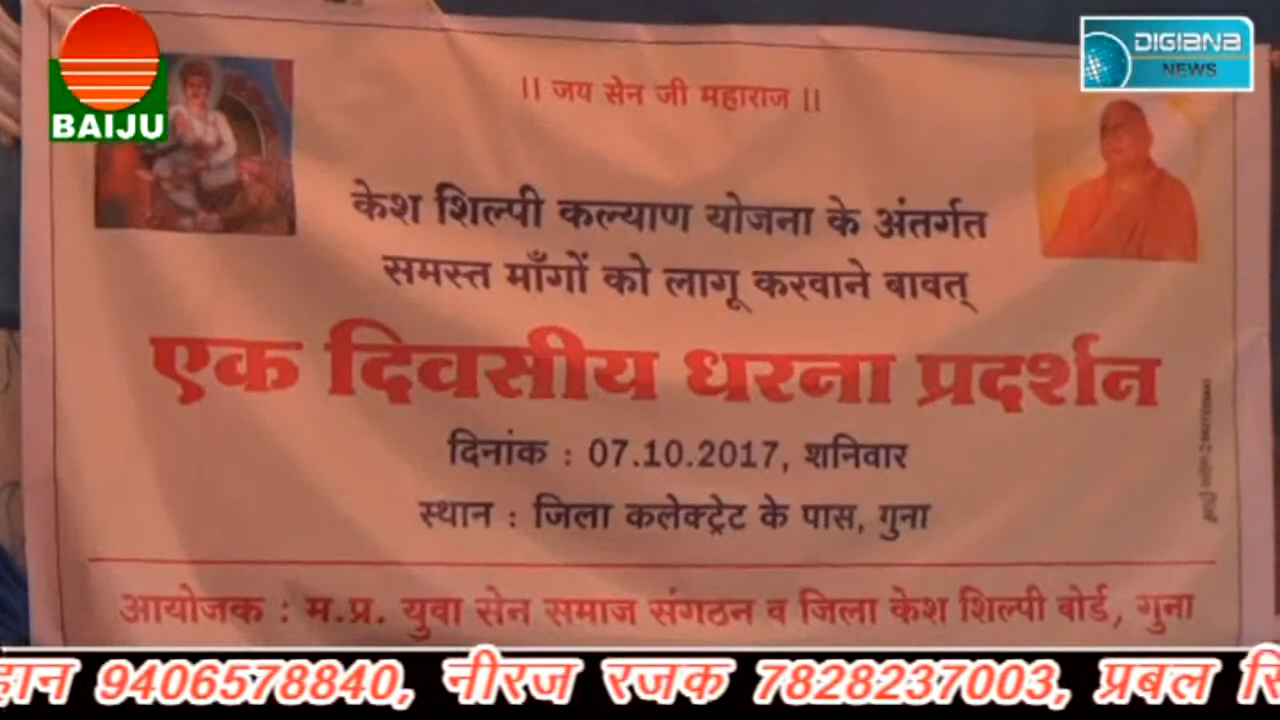 BAIJU
DIGIANA
NEWS
|| जय सेन जी महाराज ||
केश शिल्पी कल्याण योजना के अंतर्गत
समस्त माँगों को लागू करवाने बावत्
एक दिवसीय धरना प्रदर्शन
दिनांक : 07.10.2017, शनिवार
स्थान : जिला कलेक्ट्रेट के पास, गुना
आयोजक : म.प्र. युवा सेन समाज संगठन व जिला केश शिल्पी बोर्ड, गुना
9406578840, नीरज रजक 7828237003, प्रबल